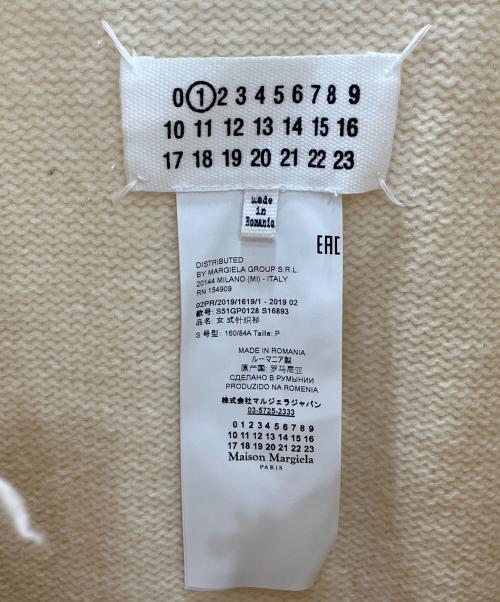 0 1 2 3 4 5 6 7 8 9
10 11 12 13 14 15 16
17 18 19 20 21 22 23
made
in
Romania
EAC
DISTRIBUTED
BY MARGIELA GROUP S.R.L.
20144 MILANO (MI) - ITALY
RN 154909
02PR/2019/1619/1 - 2019 02
款号: S51GP0128 S16893
品名: 女式针织衫
S 号型: 160/84A Taille: P
MADE IN ROMANIA
ルーマニア製
原产国: 罗马尼亚
СДЕЛАНО В РУМЫНИИ
PRODUZIDO NA ROMENIA
株式会社マルジェラジャパン
03-5725-2333
0 1 2 3 4 5 6 7 8 9
10 11 12 13 14 15 16
17 18 19 20 21 22 23
Maison Margiela
PARIS